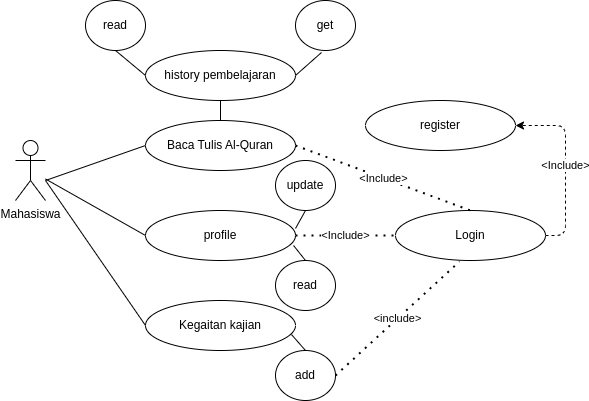 read
get
history pembelajaran
register
Baca Tulis Al-Quran
<Include>
<Include>
update
Mahasiswa
profile
<Include>
Login
read
Kegaitan kajian
<include>
add